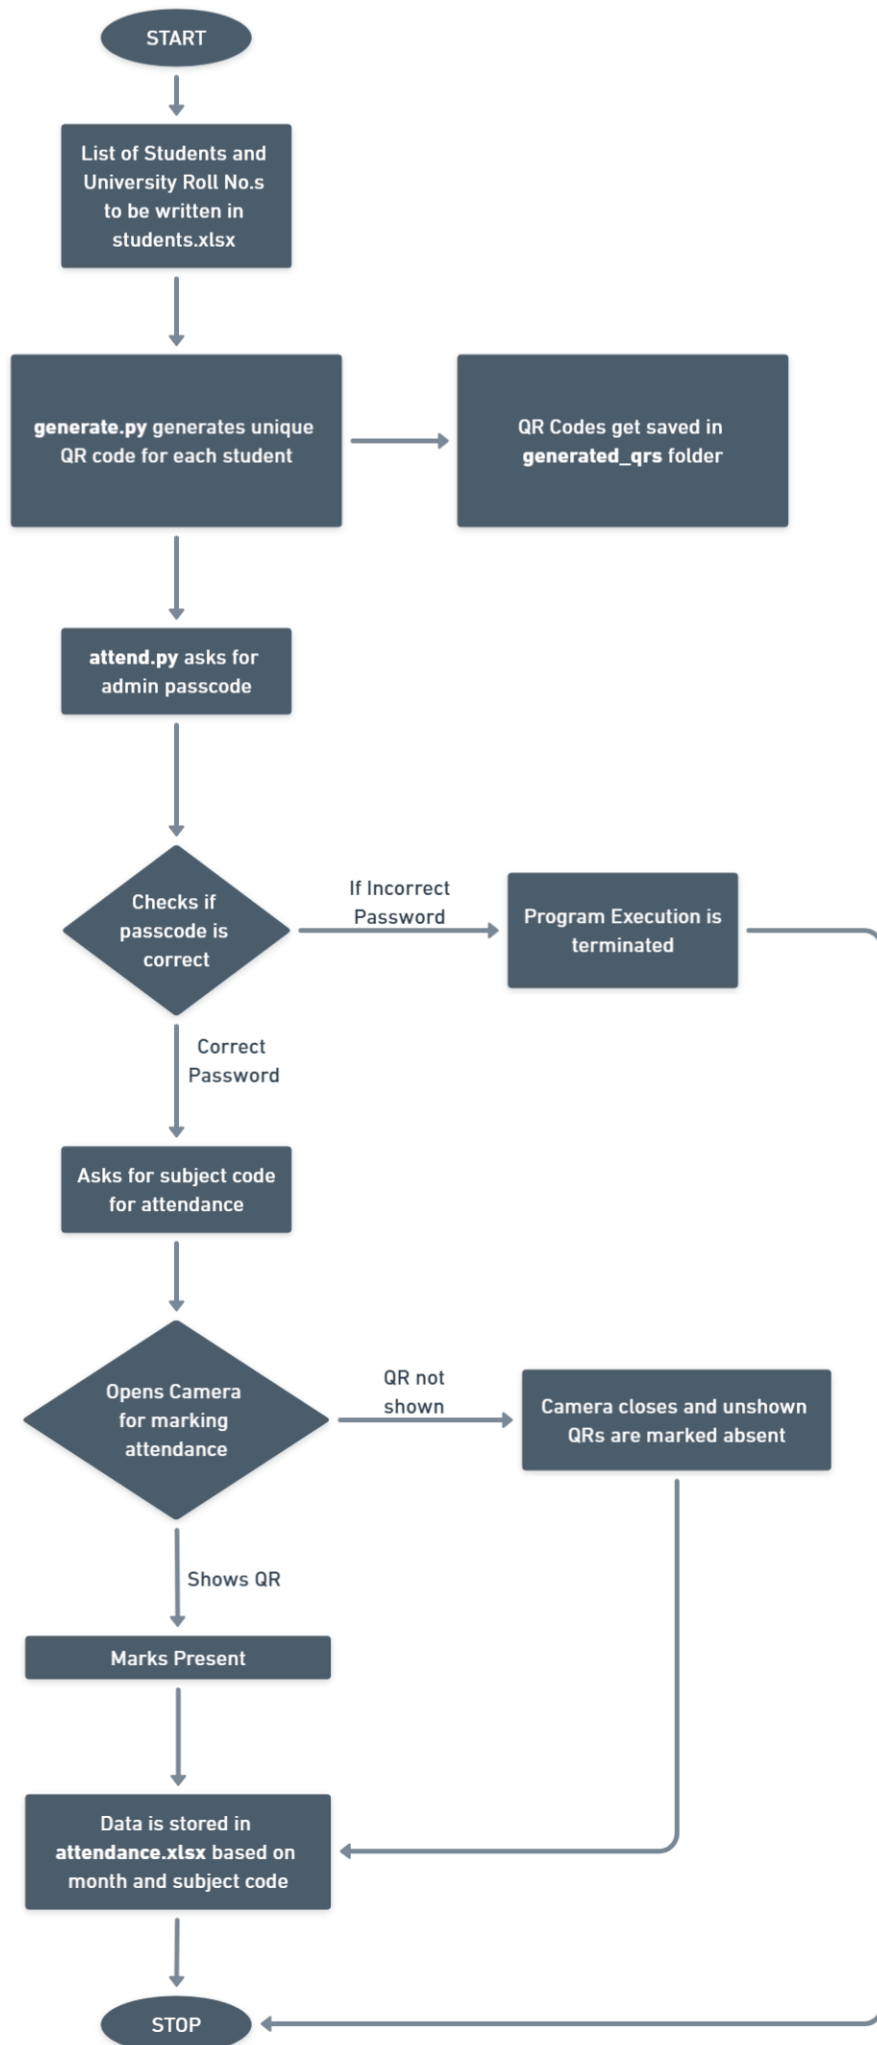 START
List of Students and
University Roll No.s
to be written in
students.xlsx
generate.py generates unique
QR code for each student
QR Codes get saved in
generated_qrs folder
attend.py asks for
admin passcode
Checks if
passcode is
correct
If Incorrect
Password
Program Execution is
terminated
Correct
Password
Asks for subject code
for attendance
Opens Camera
for marking
attendance
QR not
shown
Camera closes and unshown
QRs are marked absent
Shows QR
Marks Present
Data is stored in
attendance.xlsx based on
month and subject code
STOP